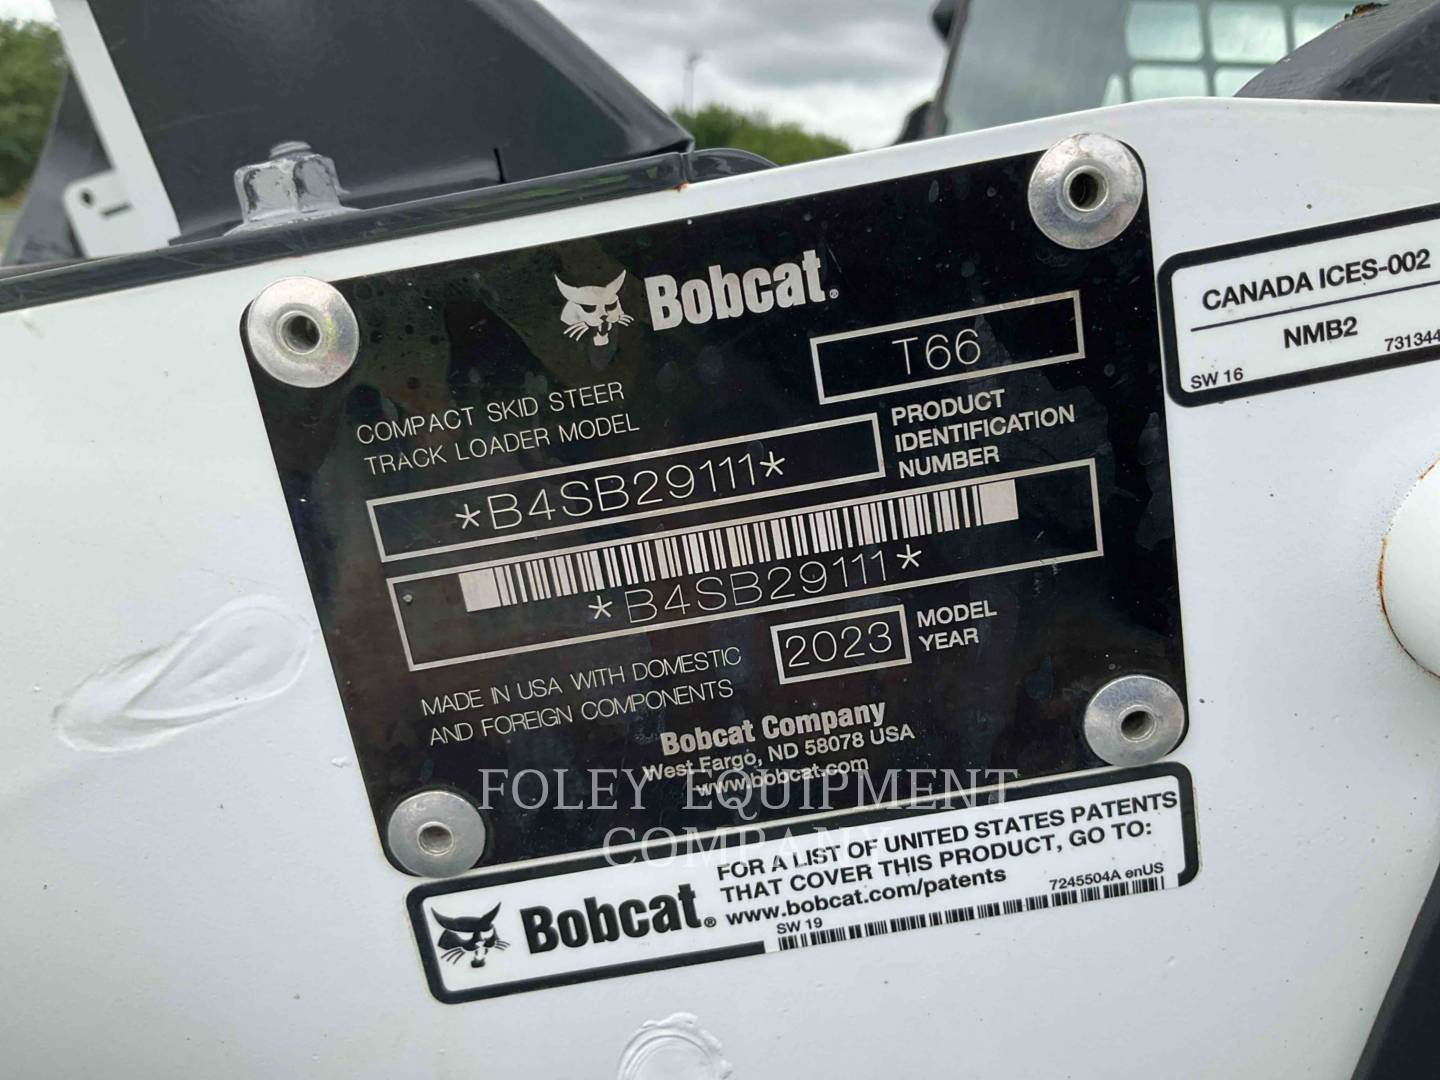 Bobcat®
T66
COMPACT SKID STEER
TRACK LOADER MODEL
PRODUCT
IDENTIFICATION
NUMBER
*B4SB29111*
*B4SB29111*
2023
MODEL
YEAR
MADE IN USA WITH DOMESTIC
AND FOREIGN COMPONENTS
Bobcat Company
West Fargo, ND 58078 USA
www.bobcat.com
FOLEY EQUIPMENT
COMPANY
CANADA ICES-002
NMB2
SW 16
731344
Bobcat®
FOR A LIST OF UNITED STATES PATENTS
THAT COVER THIS PRODUCT, GO TO:
www.bobcat.com/patents
7245504A enUS
SW 19